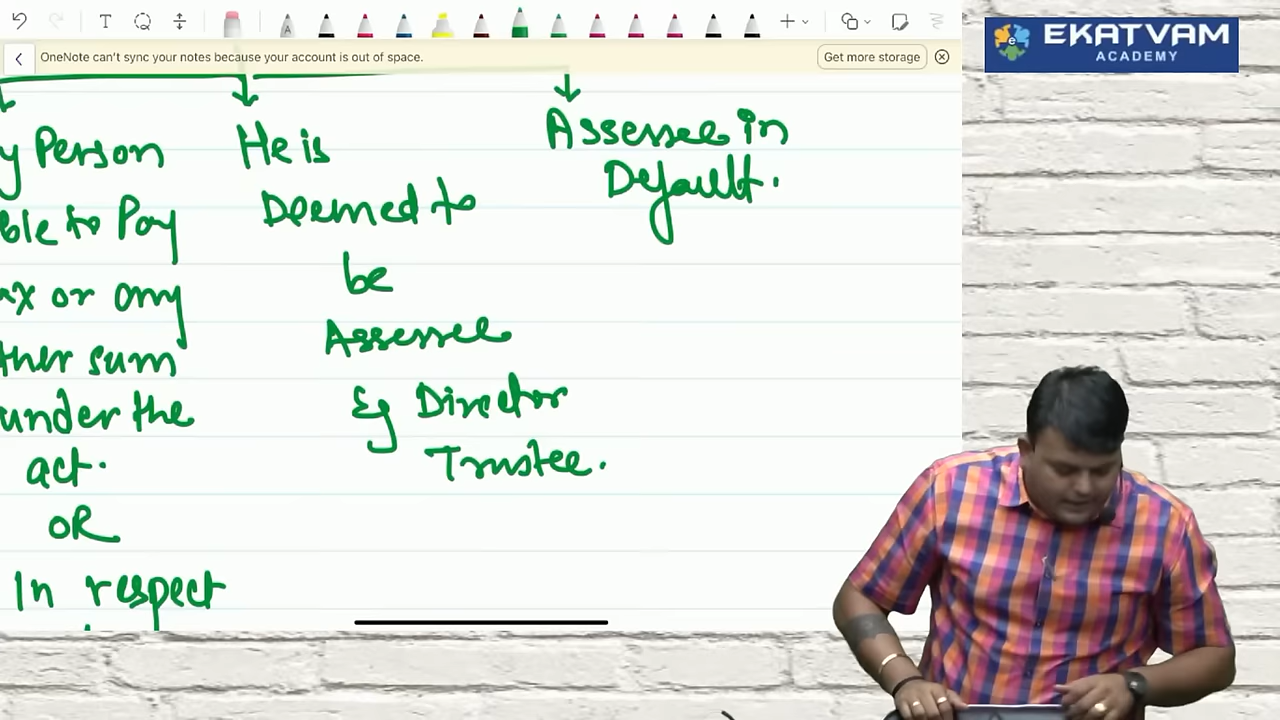 EKATVAM
ACADEMY
OneNote can't sync your notes because your account is out of space.
Get more storage
y Person
ble to Pay
ax or any
ther sum
under the
act.
OR
In respect
He is
Deemed to
be
Assessee
Eg Director
Trustee.
Assessee in
Default.